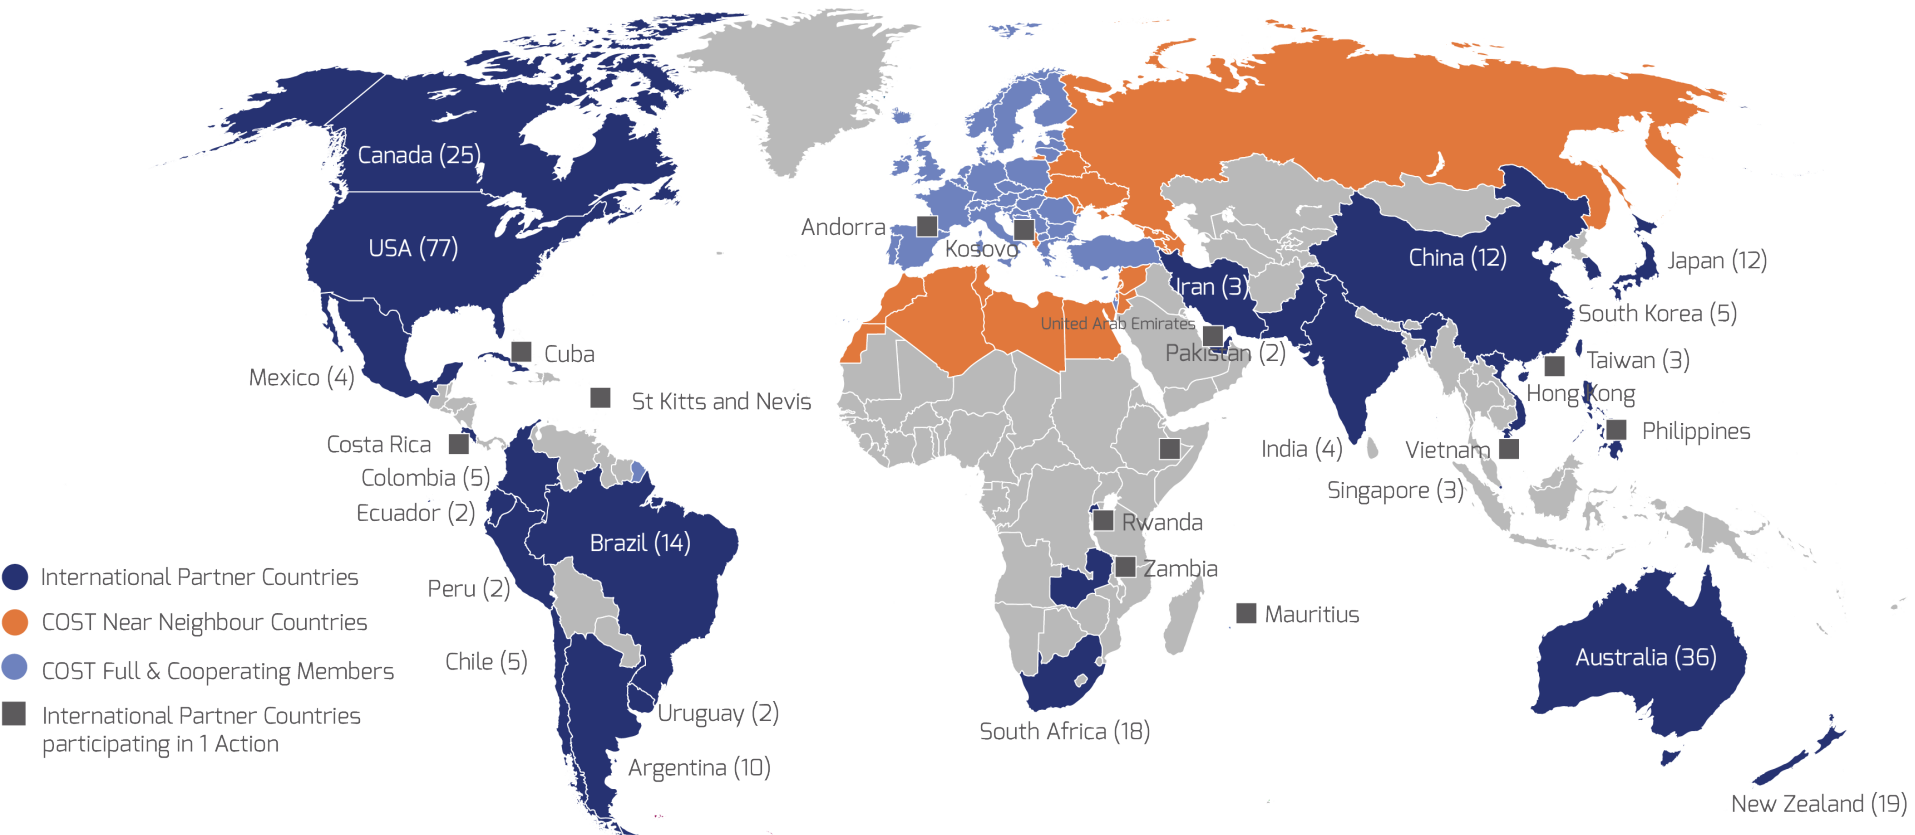 Canada (25)
USA (77)
Mexico (4)
Cuba
St Kitts and Nevis
Costa Rica
Colombia (5)
Ecuador (2)
Brazil (14)
Peru (2)
Chile (5)
Uruguay (2)
Argentina (10)
Andorra
Kosovo
Iran (3)
United Arab Emirates
Pakistan (2)
China (12)
Japan (12)
South Korea (5)
Taiwan (3)
Hong Kong
Philippines
India (4)
Vietnam
Singapore (3)
Rwanda
Zambia
Mauritius
South Africa (18)
Australia (36)
New Zealand (19)
International Partner Countries
COST Near Neighbour Countries
COST Full & Cooperating Members
International Partner Countries
participating in 1 Action